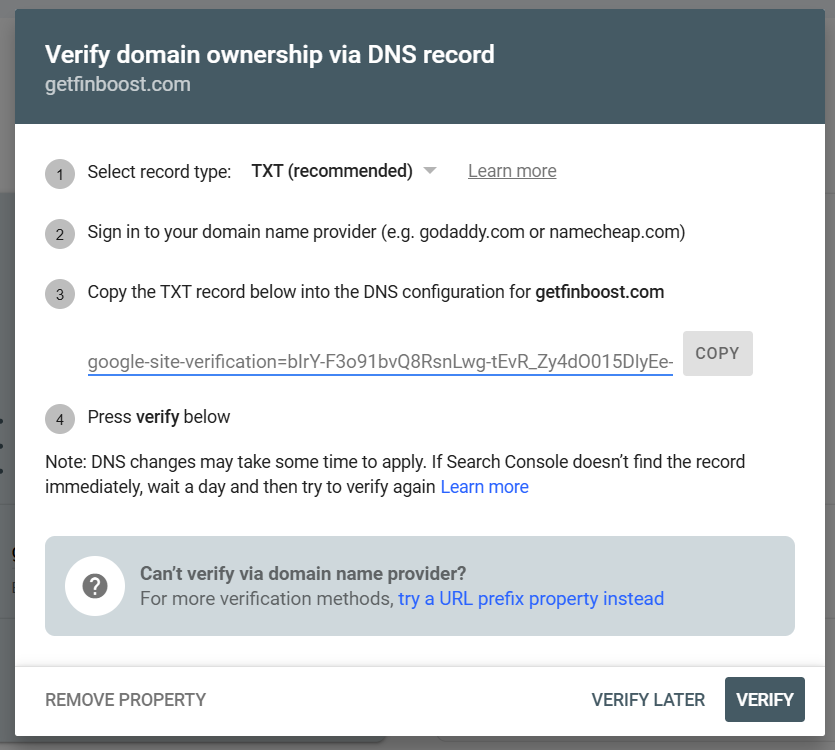 Verify domain ownership via DNS record
getfinboost.com
1 Select record type: TXT (recommended) Learn more
2 Sign in to your domain name provider (e.g. godaddy.com or namecheap.com)
3 Copy the TXT record below into the DNS configuration for getfinboost.com
google-site-verification=bIrY-F3o91bvQ8RsnLwg-tEvR_Zy4dO015DlyEe-
COPY
4 Press verify below
Note: DNS changes may take some time to apply. If Search Console doesn’t find the record
immediately, wait a day and then try to verify again Learn more
? Can’t verify via domain name provider?
For more verification methods, try a URL prefix property instead
REMOVE PROPERTY VERIFY LATER VERIFY